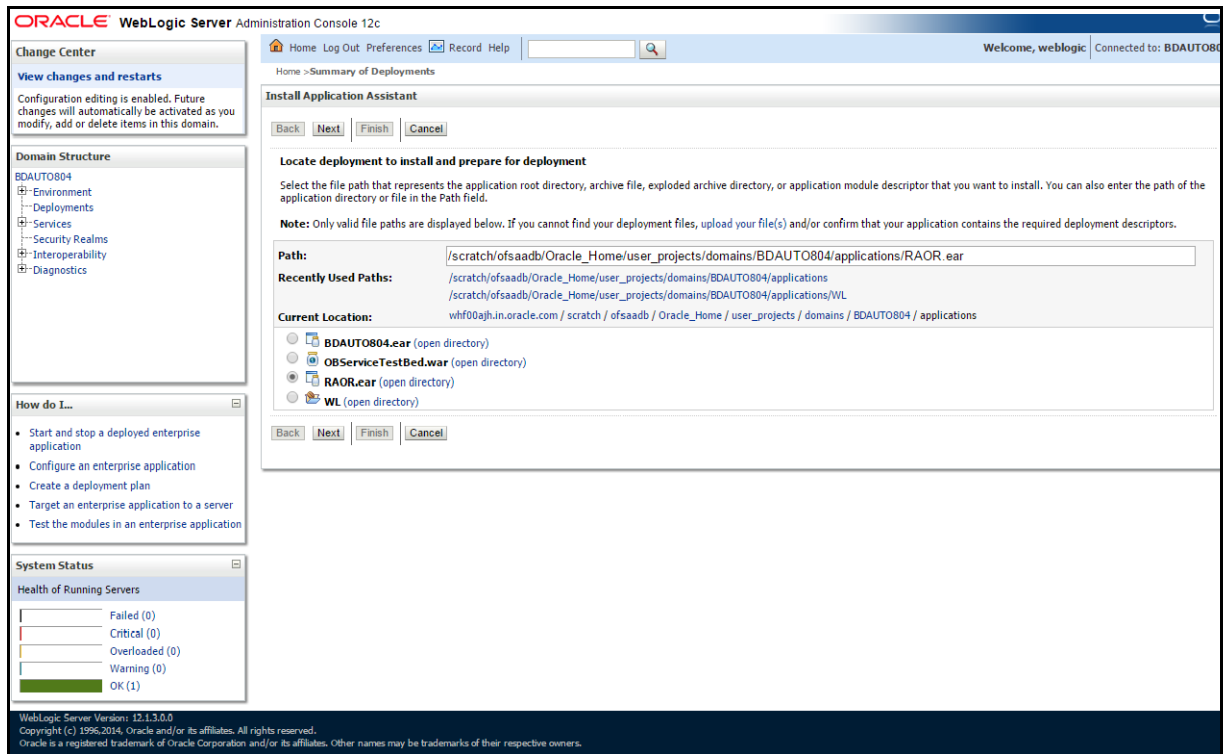 ORACLE WebLogic Server Administration Console 12c
Change Center
View changes and restarts
Configuration editing is enabled. Future
changes will automatically be activated as you
modify, add or delete items in this domain.
Domain Structure
BDAUTO804
Environment
Deployments
Services
Security Realms
Interoperability
Diagnostics
How do I...
Start and stop a deployed enterprise
application
Configure an enterprise application
Create a deployment plan
Target an enterprise application to a server
Test the modules in an enterprise application
System Status
Health of Running Servers
Failed (0)
Critical (0)
Overloaded (0)
Warning (0)
OK (1)
Home Log Out Preferences Record Help
Welcome, weblogic Connected to: BDAUTO80
Home >Summary of Deployments
Install Application Assistant
Back Next Finish Cancel
Locate deployment to install and prepare for deployment
Select the file path that represents the application root directory, archive file, exploded archive directory, or application module descriptor that you want to install. You can also enter the path of the
application directory or file in the Path field.
Note: Only valid file paths are displayed below. If you cannot find your deployment files, upload your file(s) and/or confirm that your application contains the required deployment descriptors.
Path: /scratch/ofsaadb/Oracle_Home/user_projects/domains/BDAUTO804/applications/RAOR.ear
Recently Used Paths: /scratch/ofsaadb/Oracle_Home/user_projects/domains/BDAUTO804/applications
/scratch/ofsaadb/Oracle_Home/user_projects/domains/BDAUTO804/applications/WL
Current Location: whf00ajh.in.oracle.com / scratch / ofsaadb / Oracle_Home / user_projects / domains / BDAUTO804 / applications
BDAUTO804.ear (open directory)
OBServiceTestBed.war (open directory)
RAOR.ear (open directory)
WL (open directory)
Back Next Finish Cancel
WebLogic Server Version: 12.1.3.0.0
Copyright (c) 1996,2014, Oracle and/or its affiliates. All rights reserved.
Oracle is a registered trademark of Oracle Corporation and/or its affiliates. Other names may be trademarks of their respective owners.